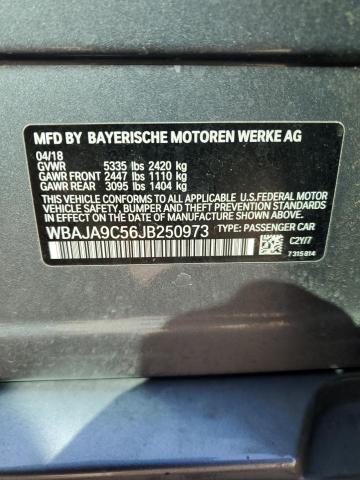 MFD BY BAYERISCHE MOTOREN WERKE AG
04/18
GVWR 5335 lbs 2420 kg
GAWR FRONT 2447 lbs 1110 kg
GAWR REAR 3095 lbs 1404 kg
THIS VEHICLE CONFORMS TO ALL APPLICABLE U.S.FEDERAL MOTOR
VEHICLE SAFETY, BUMPER AND THEFT PREVENTION STANDARDS IN
EFFECT ON THE DATE OF MANUFACTURE SHOWN ABOVE.
WBAJA9C56JB250973 TYPE: PASSENGER CAR
C2Y/7
7315814